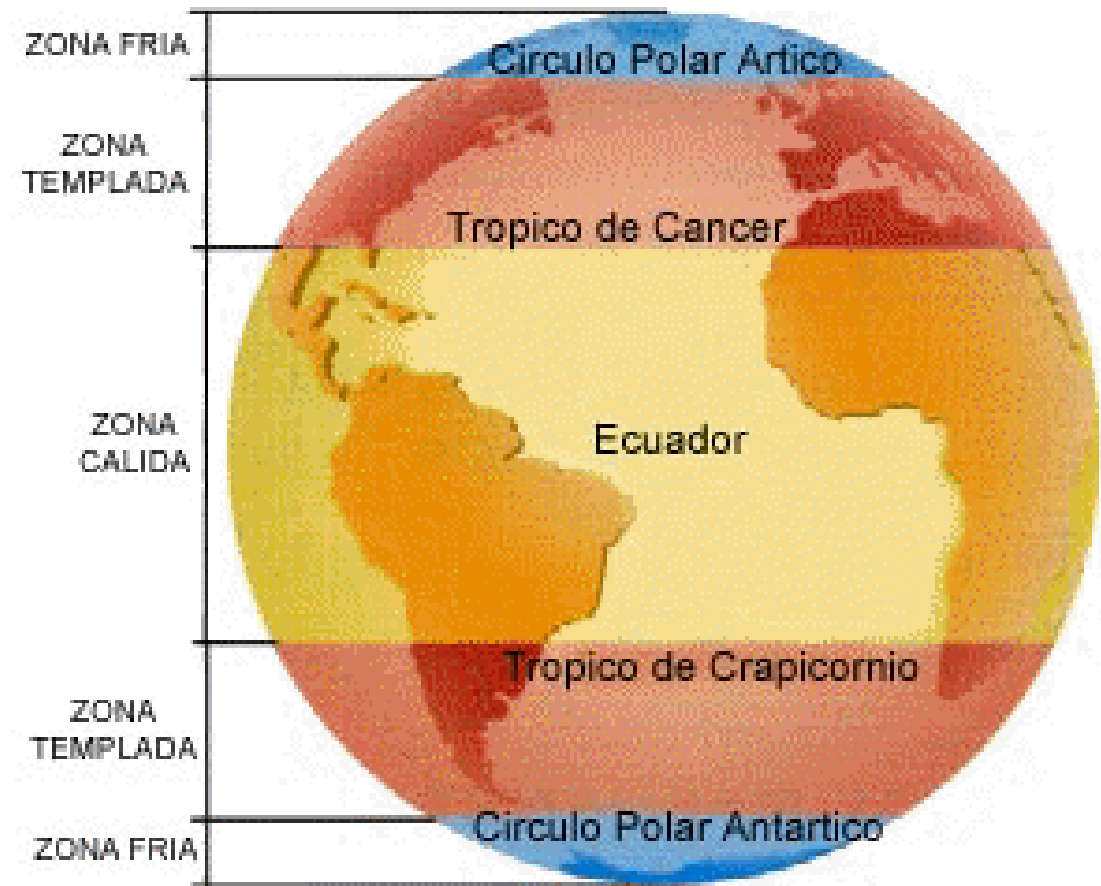 ZONA FRIA
Circulo Polar Artico
ZONA
TEMPLADA
Tropico de Cancer
ZONA
CALIDA
Ecuador
Tropico de Crapicornio
ZONA
TEMPLADA
Circulo Polar Antartico
ZONA FRIA